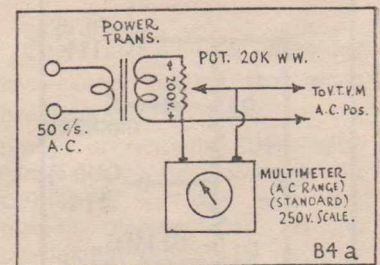 POWER
TRANS.
POT. 20K W W.
200v.
To V.T.V.M
A.C. Pos.
50 c/s.
A.C.
MULTIMETER
(A C RANGE)
(STANDARD)
250V. SCALE.
B4 a